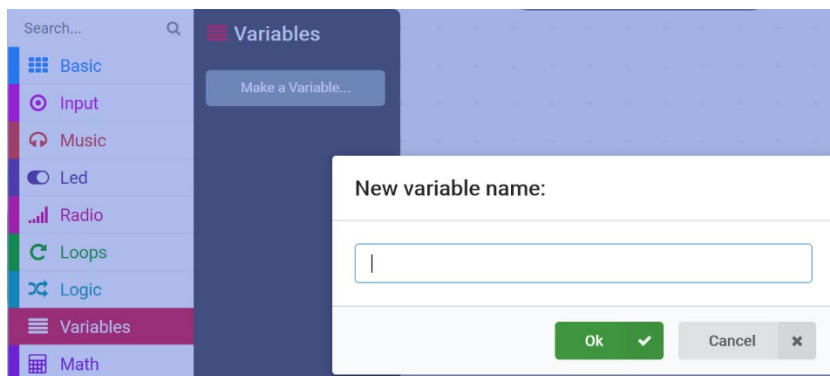 Search...
Basic
Input
Music
Led
Radio
Loops
Logic
Variables
Math
Variables
Make a Variable...
New variable name:
Ok
Cancel